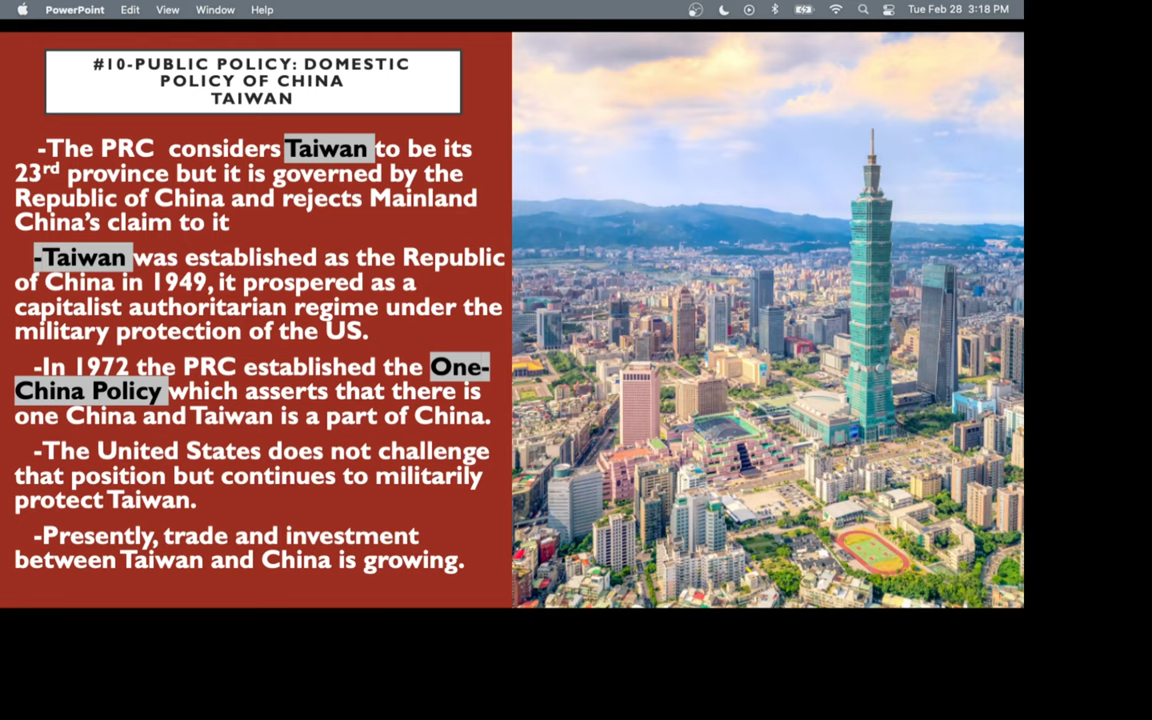 PowerPoint Edit View Window Help Tue Feb 28 3:18 PM
#10-PUBLIC POLICY: DOMESTIC
POLICY OF CHINA
TAIWAN
-The PRC considers Taiwan to be its
23rd province but it is governed by the
Republic of China and rejects Mainland
China's claim to it
-Taiwan was established as the Republic
of China in 1949, it prospered as a
capitalist authoritarian regime under the
military protection of the US.
-In 1972 the PRC established the One-
China Policy which asserts that there is
one China and Taiwan is a part of China.
-The United States does not challenge
that position but continues to militarily
protect Taiwan.
-Presently, trade and investment
between Taiwan and China is growing.